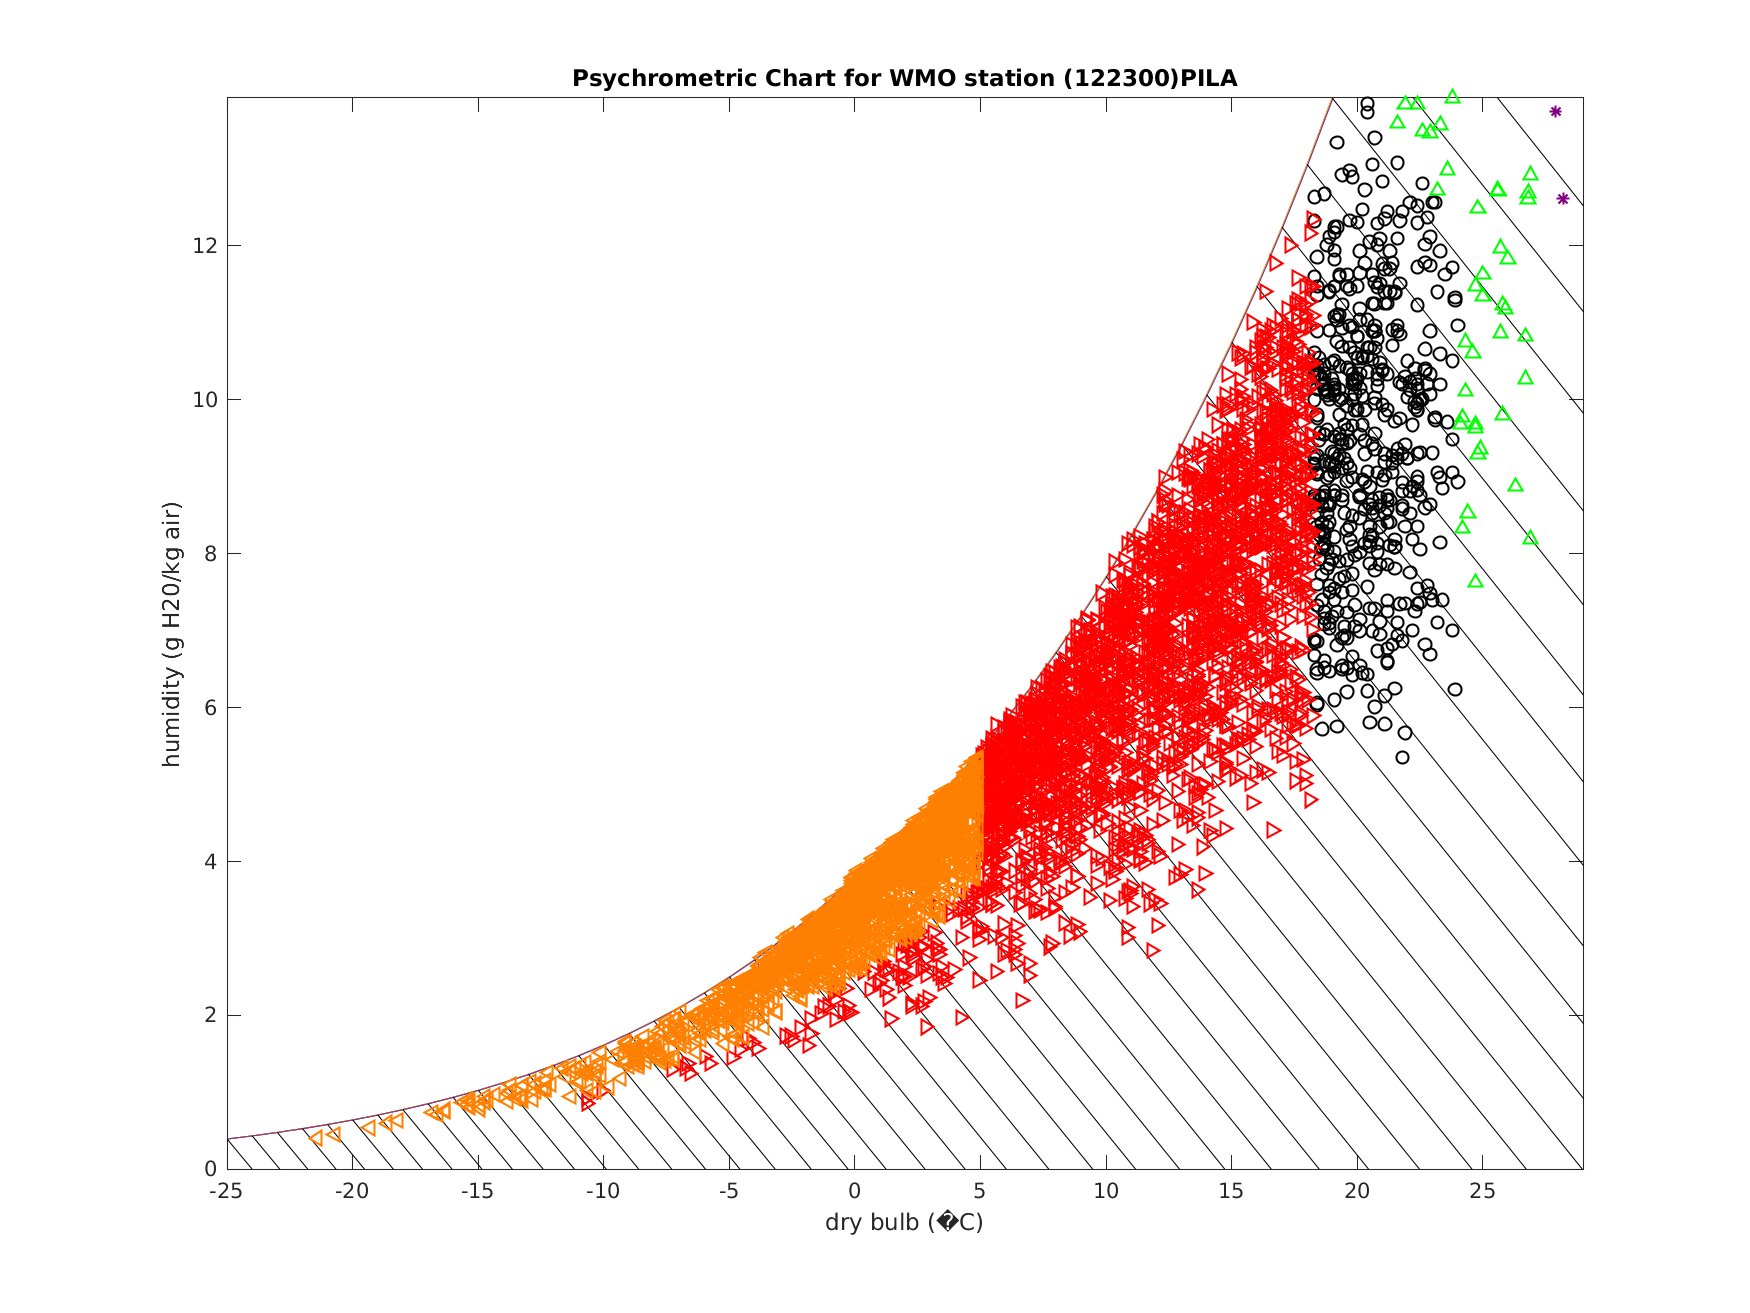 Psychrometric Chart for WMO station (122300)PILA
humidity (g H20/kg air)
12
10
8
6
4
2
0
-25 -20 -15 -10 -5 0 5 10 15 20 25
dry bulb (�C)